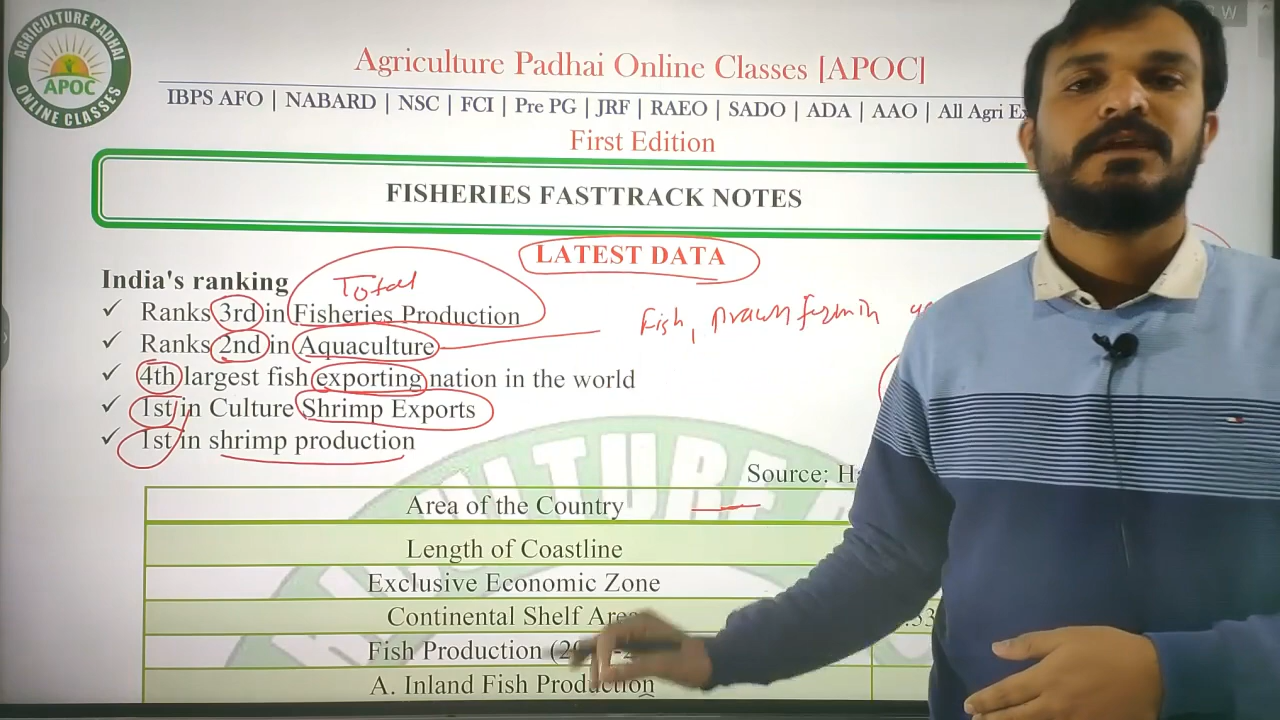 AGRICULTURE PADHAI
APOC
ONLINE CLASSES
Agriculture Padhai Online Classes [APOC]
IBPS AFO | NABARD | NSC | FCI | Pre PG | JRF | RAEO | SADO | ADA | AAO | All Agri Ex
First Edition
FISHERIES FASTTRACK NOTES
LATEST DATA
India's ranking
Total
✓ Ranks 3rd in Fisheries Production
Fish, prawn
✓ Ranks 2nd in Aquaculture
✓ 4th largest fish exporting nation in the world
✓ 1st in Culture Shrimp Exports
✓ 1st in shrimp production
Source: H
Area of the Country
Length of Coastline
Exclusive Economic Zone
Continental Shelf Area
Fish Production (20
A. Inland Fish Production